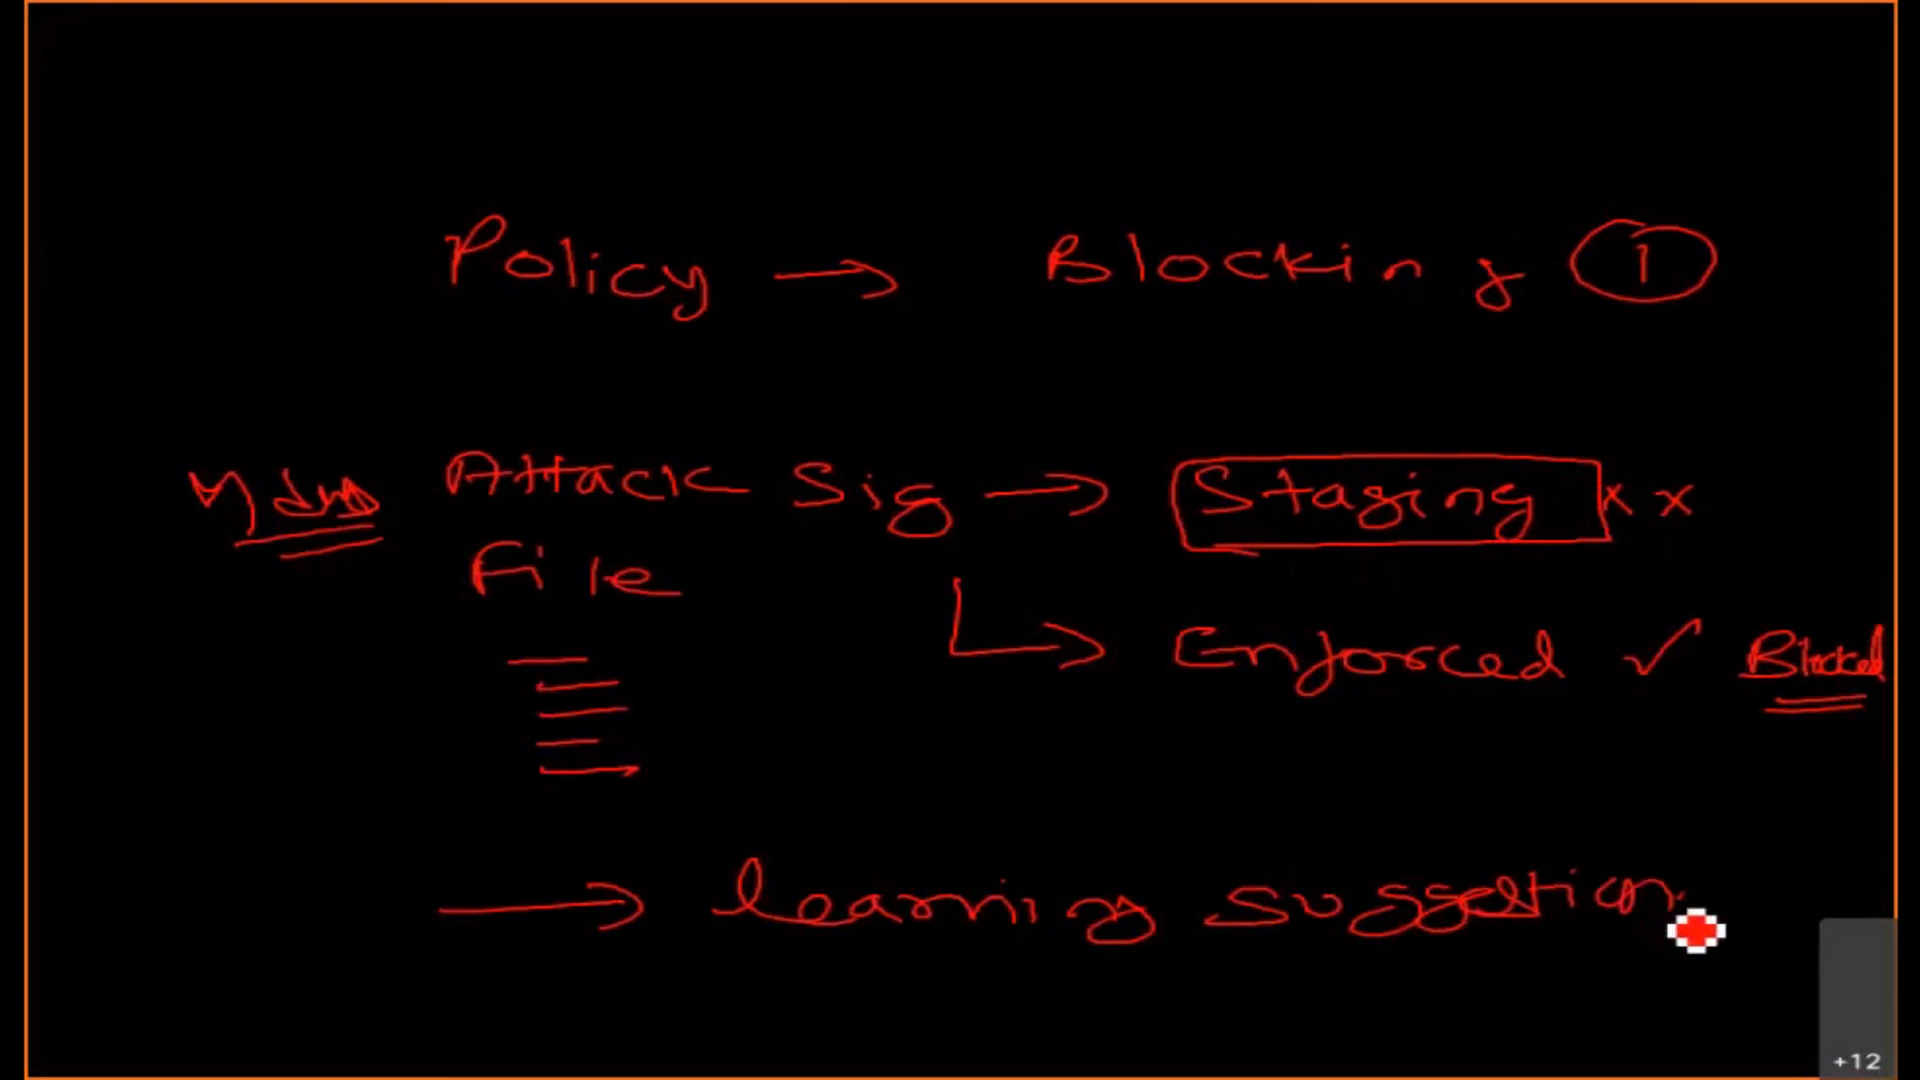 Policy → Blocking ①
Attack Sig → Staging x x
File
→ Enforced ✓ Blocked
→ learning suggestion
+12